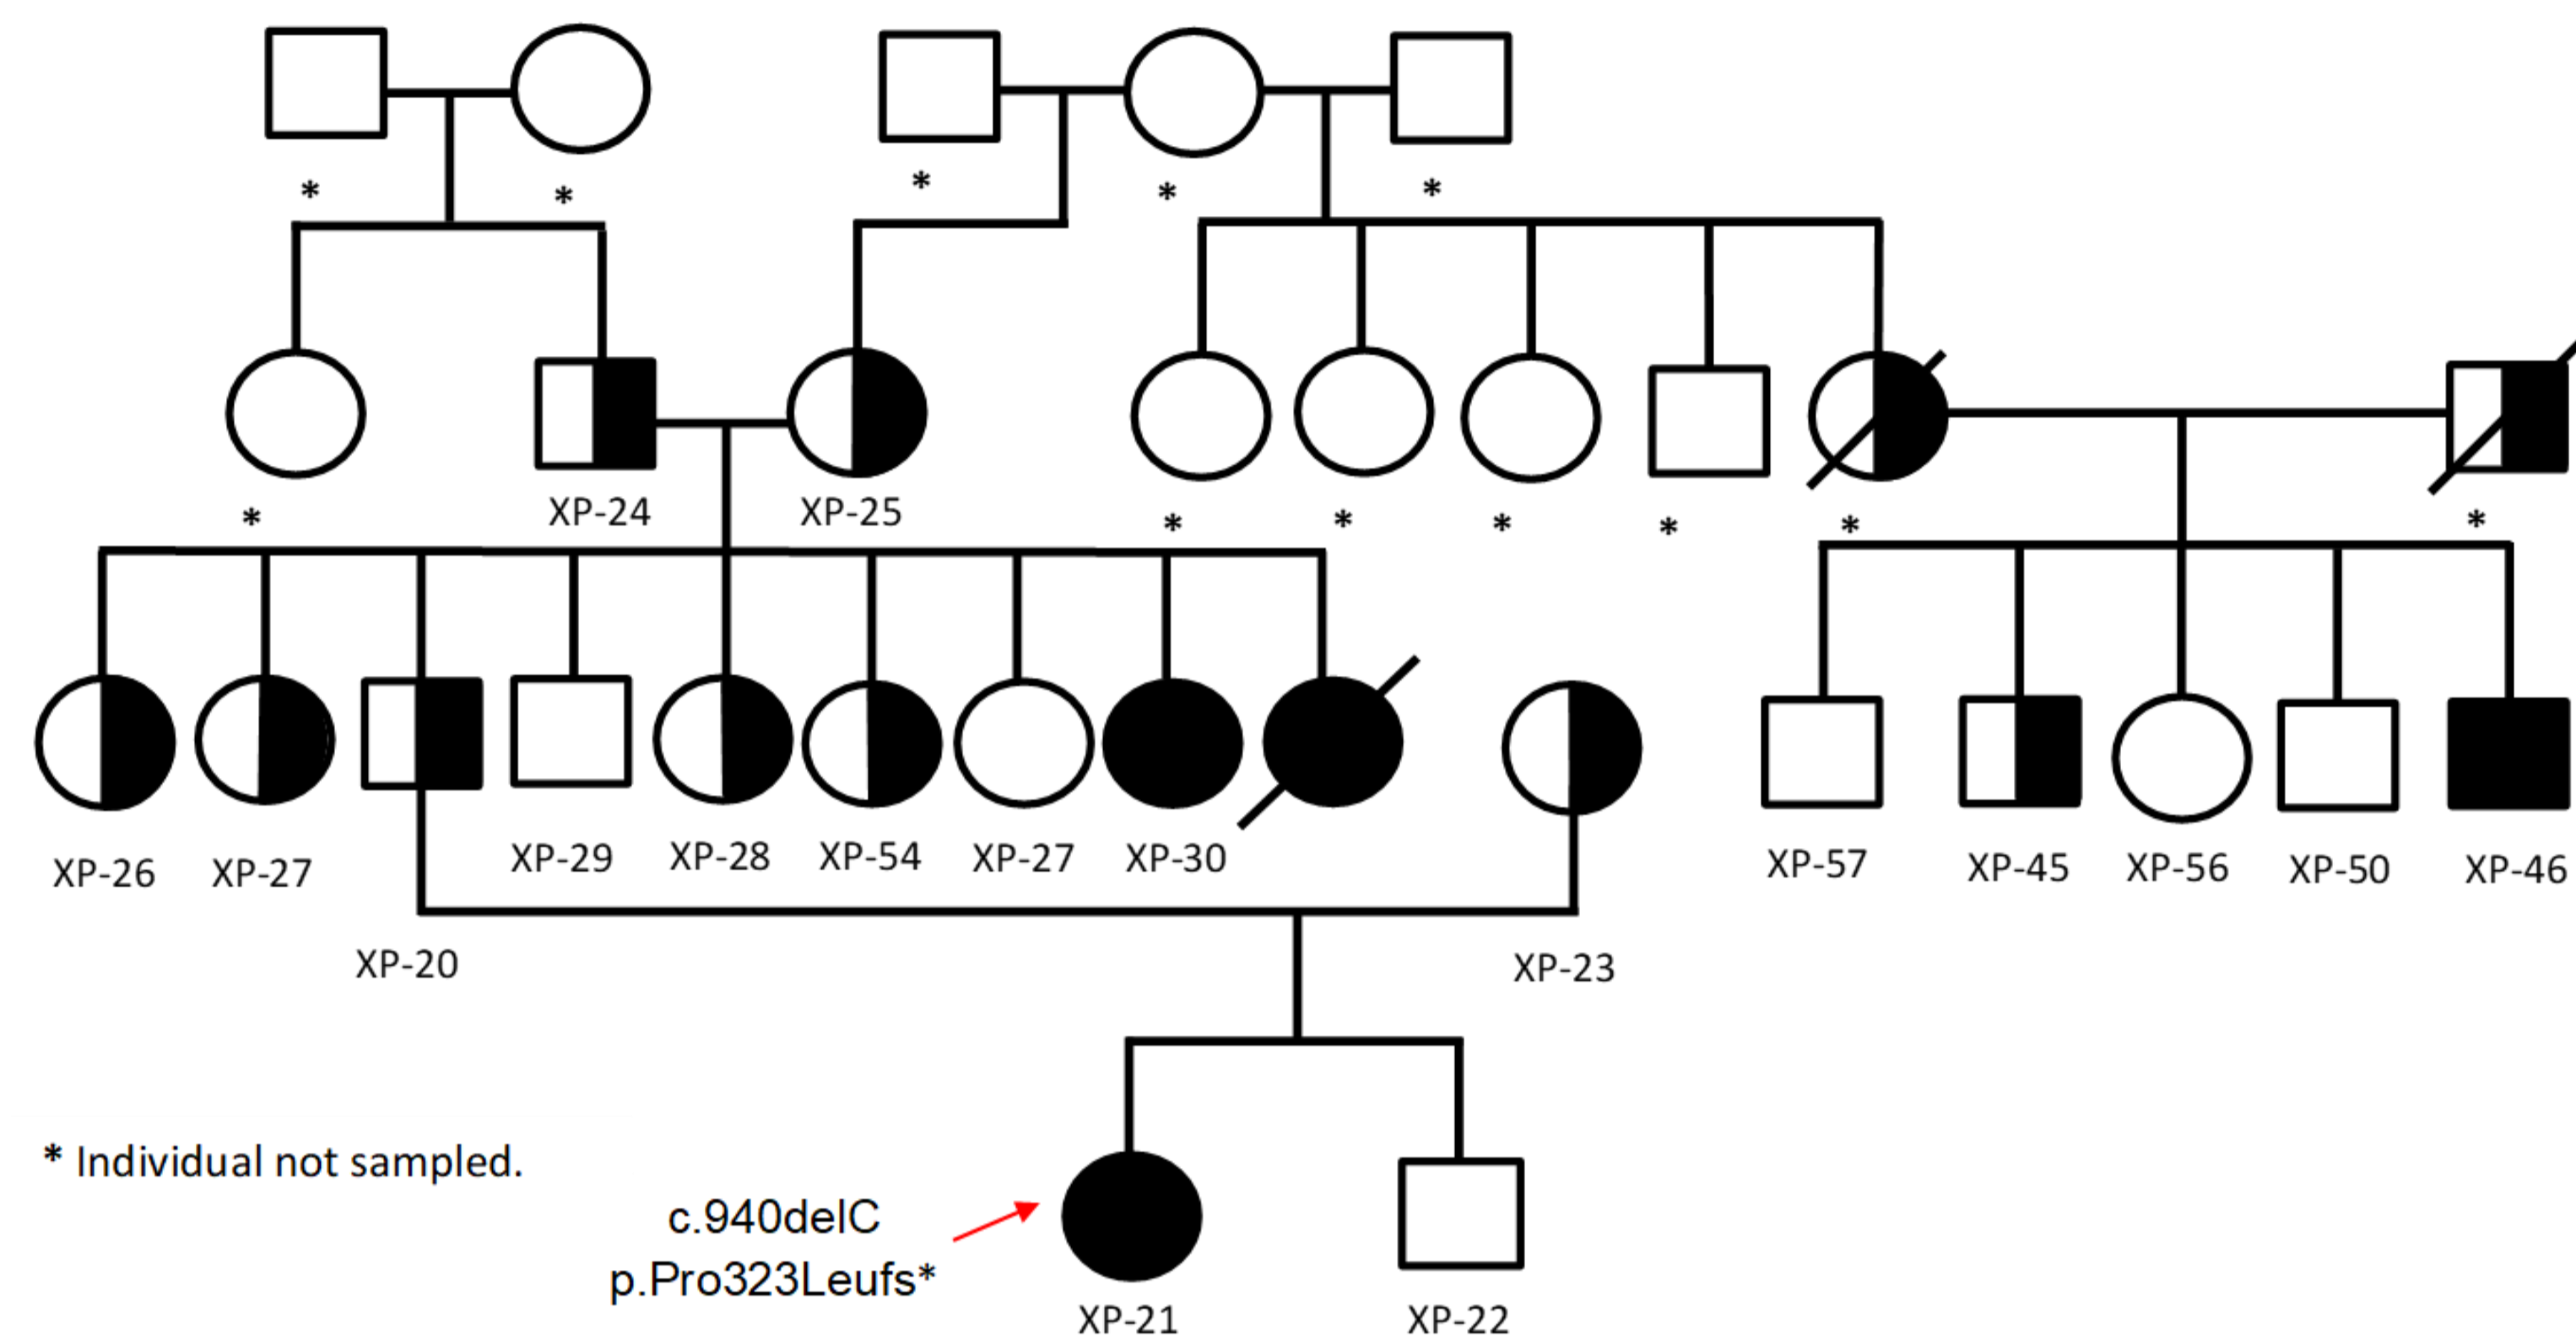 * * * * *
XP-24 XP-25
* * * * * * *
XP-26 XP-27 XP-29 XP-28 XP-54 XP-27 XP-30 XP-57 XP-45 XP-56 XP-50 XP-46
XP-20 XP-23
* Individual not sampled.
c.940delC
p.Pro323Leufs*
XP-21 XP-22